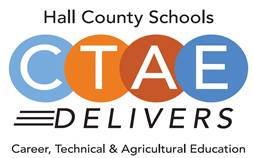 Hall County Schools
CTAE
DELIVERS
Career, Technical & Agricultural Education